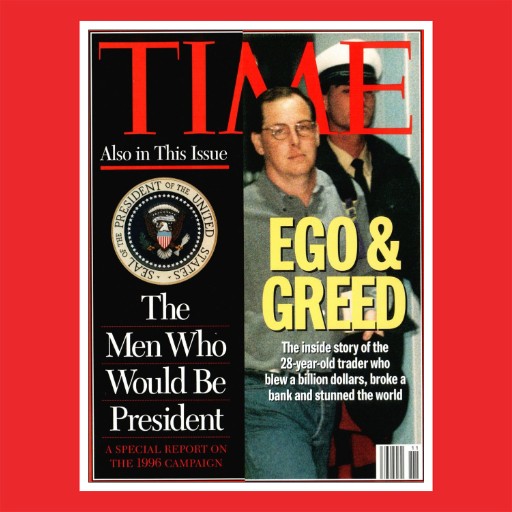 TIME
Also in This Issue
SEAL OF THE PRESIDENT OF THE UNITED STATES
The
Men Who
Would Be
President
A SPECIAL REPORT ON
THE 1996 CAMPAIGN
EGO &
GREED
The inside story of the
28-year-old trader who
blew a billion dollars, broke a
bank and stunned the world